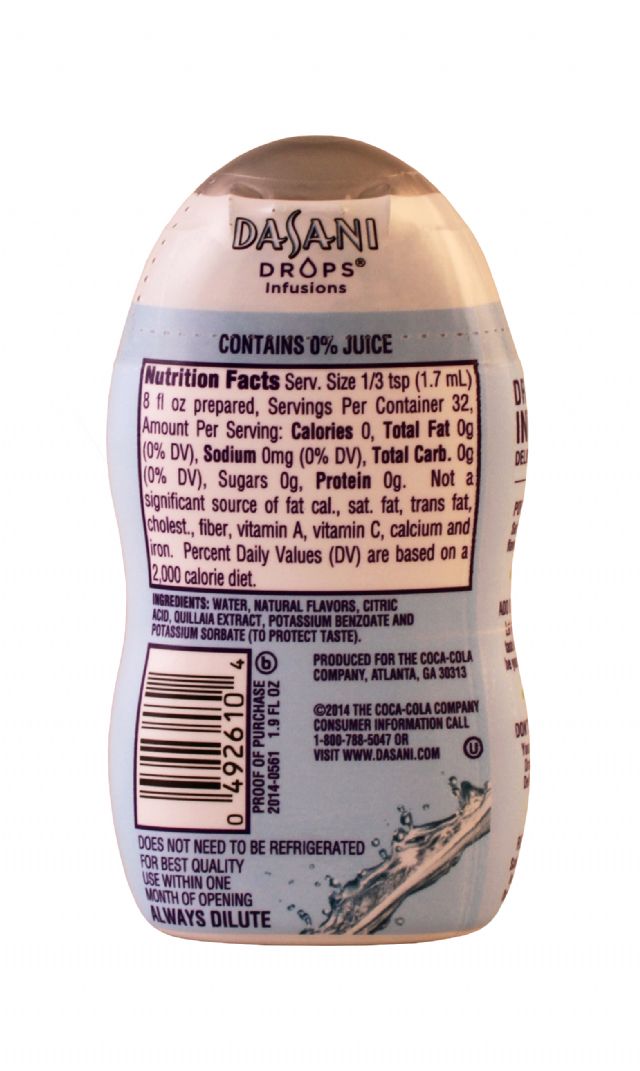 DASANI
DROPS®
Infusions
CONTAINS 0% JUICE
Nutrition Facts Serv. Size 1/3 tsp (1.7 mL)
8 fl oz prepared, Servings Per Container 32,
Amount Per Serving: Calories 0, Total Fat 0g
(0% DV), Sodium 0mg (0% DV), Total Carb. 0g
(0% DV), Sugars 0g, Protein 0g. Not a
significant source of fat cal., sat. fat, trans fat,
cholest., fiber, vitamin A, vitamin C, calcium and
iron. Percent Daily Values (DV) are based on a
2,000 calorie diet.
INGREDIENTS: WATER, NATURAL FLAVORS, CITRIC
ACID, QUILLAIA EXTRACT, POTASSIUM BENZOATE AND
POTASSIUM SORBATE (TO PROTECT TASTE).
0 492610 4
PROOF OF PURCHASE
2014-0561 1.9 FL OZ
b
PRODUCED FOR THE COCA-COLA
COMPANY, ATLANTA, GA 30313
©2014 THE COCA-COLA COMPANY
CONSUMER INFORMATION CALL
1-800-788-5047 OR
VISIT WWW.DASANI.COM
U
DOES NOT NEED TO BE REFRIGERATED
FOR BEST QUALITY
USE WITHIN ONE
MONTH OF OPENING
ALWAYS DILUTE